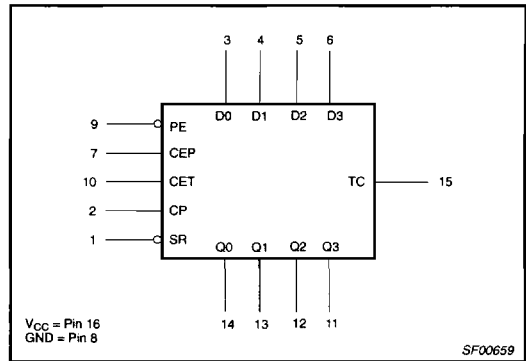 3 4 5 6
D0 D1 D2 D3
9 PE
7 CEP
10 CET TC 15
2 CP
1 SR
Q0 Q1 Q2 Q3
14 13 12 11
VCC = Pin 16
GND = Pin 8
SF00659